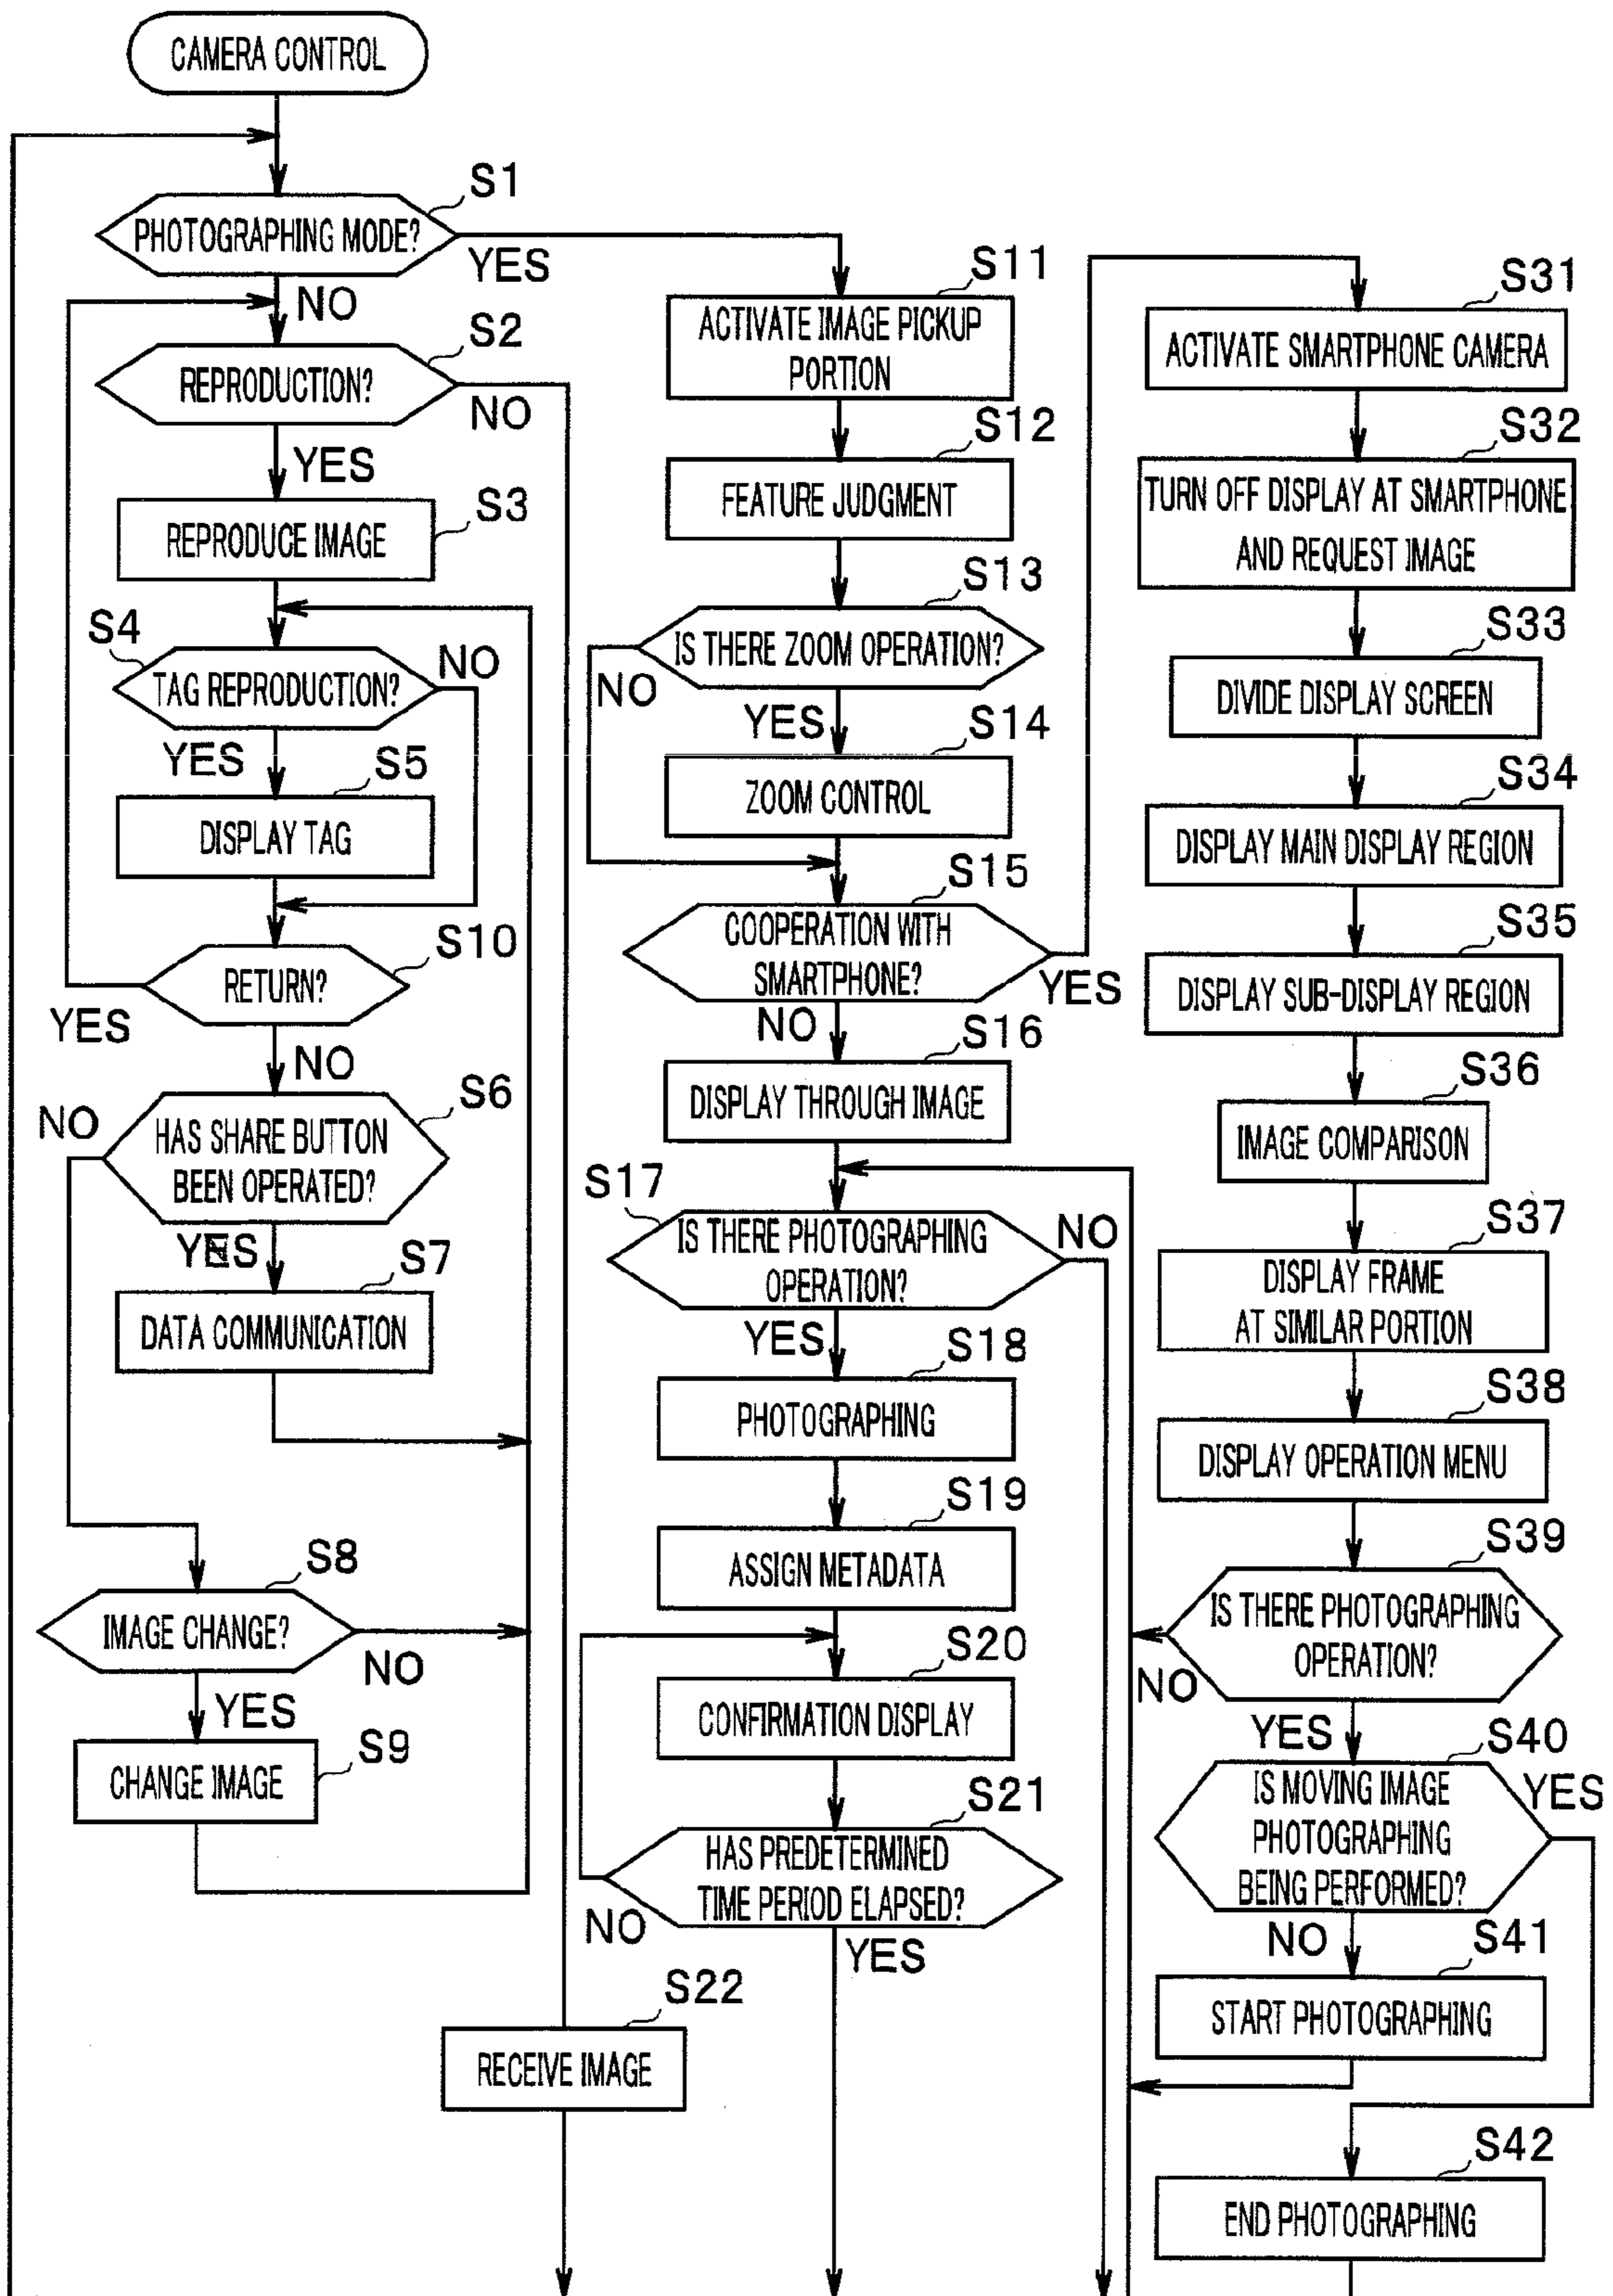 CAMERA CONTROL
S1
PHOTOGRAPHING MODE?
YES
NO
S2
REPRODUCTION?
NO
YES
S3
REPRODUCE IMAGE
S4
NO
TAG REPRODUCTION?
YES
S5
DISPLAY TAG
S10
RETURN?
YES
NO
S6
NO
HAS SHARE BUTTON
BEEN OPERATED?
YES
S7
DATA COMMUNICATION
S8
IMAGE CHANGE?
NO
YES
S9
CHANGE IMAGE
S22
RECEIVE IMAGE
S11
ACTIVATE IMAGE PICKUP
PORTION
S12
FEATURE JUDGMENT
S13
IS THERE ZOOM OPERATION?
NO
YES
S14
ZOOM CONTROL
S15
COOPERATION WITH
SMARTPHONE?
YES
NO
S16
DISPLAY THROUGH IMAGE
S17
IS THERE PHOTOGRAPHING
OPERATION?
NO
YES
S18
PHOTOGRAPHING
S19
ASSIGN METADATA
S20
CONFIRMATION DISPLAY
S21
HAS PREDETERMINED
TIME PERIOD ELAPSED?
NO
YES
S31
ACTIVATE SMARTPHONE CAMERA
S32
TURN OFF DISPLAY AT SMARTPHONE
AND REQUEST IMAGE
S33
DIVIDE DISPLAY SCREEN
S34
DISPLAY MAIN DISPLAY REGION
S35
DISPLAY SUB-DISPLAY REGION
S36
IMAGE COMPARISON
S37
DISPLAY FRAME
AT SIMILAR PORTION
S38
DISPLAY OPERATION MENU
S39
IS THERE PHOTOGRAPHING
OPERATION?
NO
YES
S40
IS MOVING IMAGE
PHOTOGRAPHING
BEING PERFORMED?
YES
NO
S41
START PHOTOGRAPHING
S42
END PHOTOGRAPHING